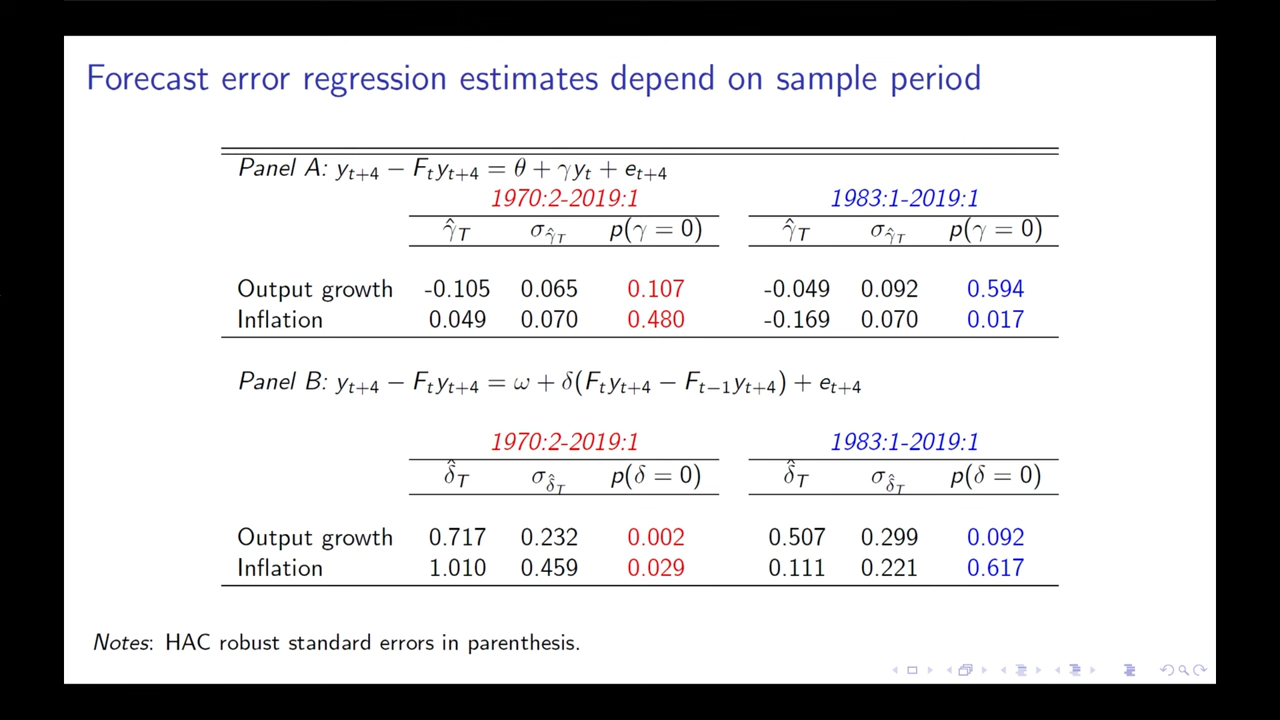 Forecast error regression estimates depend on sample period
Panel A: y_{t+4} − F_t y_{t+4} = θ + γy_t + e_{t+4}
1970:2-2019:1 1983:1-2019:1
γ̂_T σ_{γ̂_T} p(γ = 0) γ̂_T σ_{γ̂_T} p(γ = 0)
Output growth -0.105 0.065 0.107 -0.049 0.092 0.594
Inflation 0.049 0.070 0.480 -0.169 0.070 0.017
Panel B: y_{t+4} − F_t y_{t+4} = ω + δ(F_t y_{t+4} − F_{t−1} y_{t+4}) + e_{t+4}
1970:2-2019:1 1983:1-2019:1
δ̂_T σ_{δ̂_T} p(δ = 0) δ̂_T σ_{δ̂_T} p(δ = 0)
Output growth 0.717 0.232 0.002 0.507 0.299 0.092
Inflation 1.010 0.459 0.029 0.111 0.221 0.617
Notes: HAC robust standard errors in parenthesis.